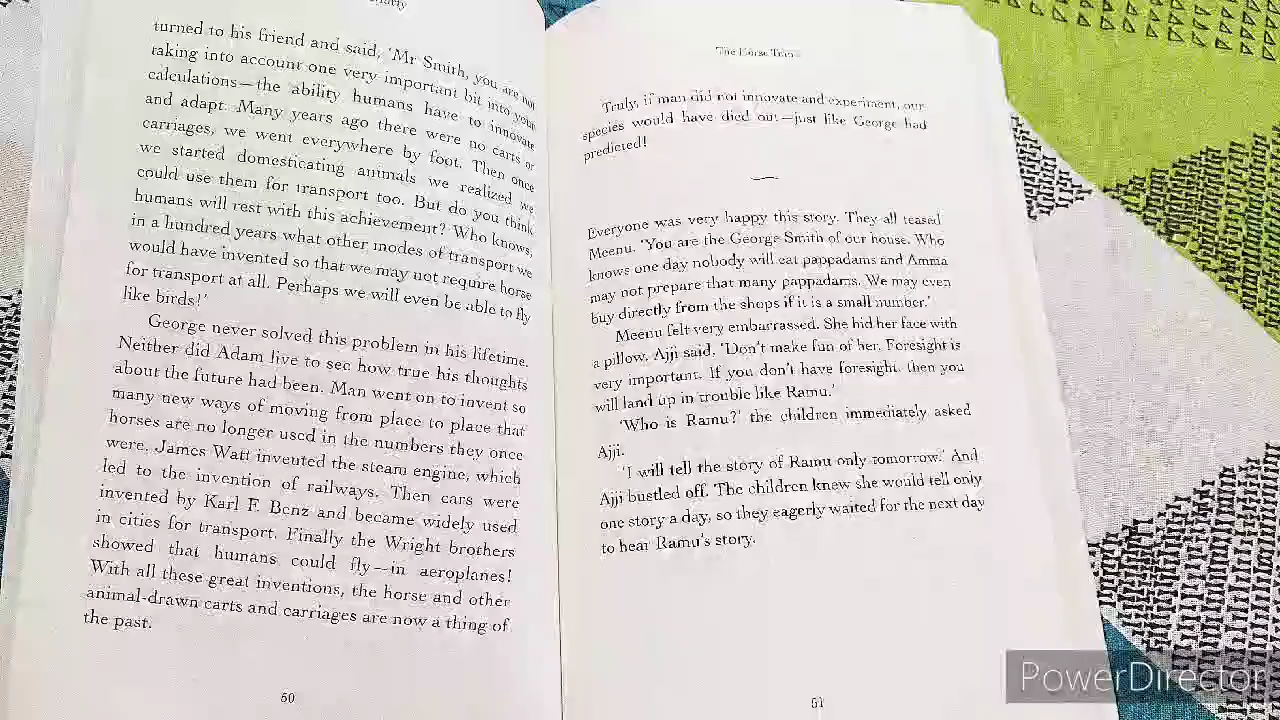 turned to his friend and said, 'Mr Smith, you are not
taking into account one very important bit into your
calculations—the ability humans have to innovate
and adapt. Many years ago there were no carts or
carriages, we went everywhere by foot. Then once
we started domesticating animals we realized we
could use them for transport too. But do you think
humans will rest with this achievement? Who knows,
in a hundred years what other modes of transport we
would have invented so that we may not require horse
for transport at all. Perhaps we will even be able to fly
like birds!'
George never solved this problem in his lifetime.
Neither did Adam live to see how true his thoughts
about the future had been. Man went on to invent so
many new ways of moving from place to place that
horses are no longer used in the numbers they once
were. James Watt invented the steam engine, which
led to the invention of railways. Then cars were
invented by Karl F. Benz and became widely used
in cities for transport. Finally the Wright brothers
showed that humans could fly—in aeroplanes!
With all these great inventions, the horse and other
animal-drawn carts and carriages are now a thing of
the past.
50
The Horse
Truly, if man did not innovate and experiment, our
species would have died out—just like George had
predicted!
Everyone was very happy this story. They all teased
Meenu. 'You are the George Smith of our house. Who
knows one day nobody will eat pappadams and Amma
may not prepare that many pappadams. We may even
buy directly from the shops if it is a small number.'
Meenu felt very embarrassed. She hid her face with
a pillow. Ajji said, 'Don't make fun of her. Foresight is
very important. If you don't have foresight, then you
will land up in trouble like Ramu.'
'Who is Ramu?' the children immediately asked
Ajji.
'I will tell the story of Ramu only tomorrow.' And
Ajji bustled off. The children knew she would tell only
one story a day, so they eagerly waited for the next day
to hear Ramu's story.
51
PowerDirector